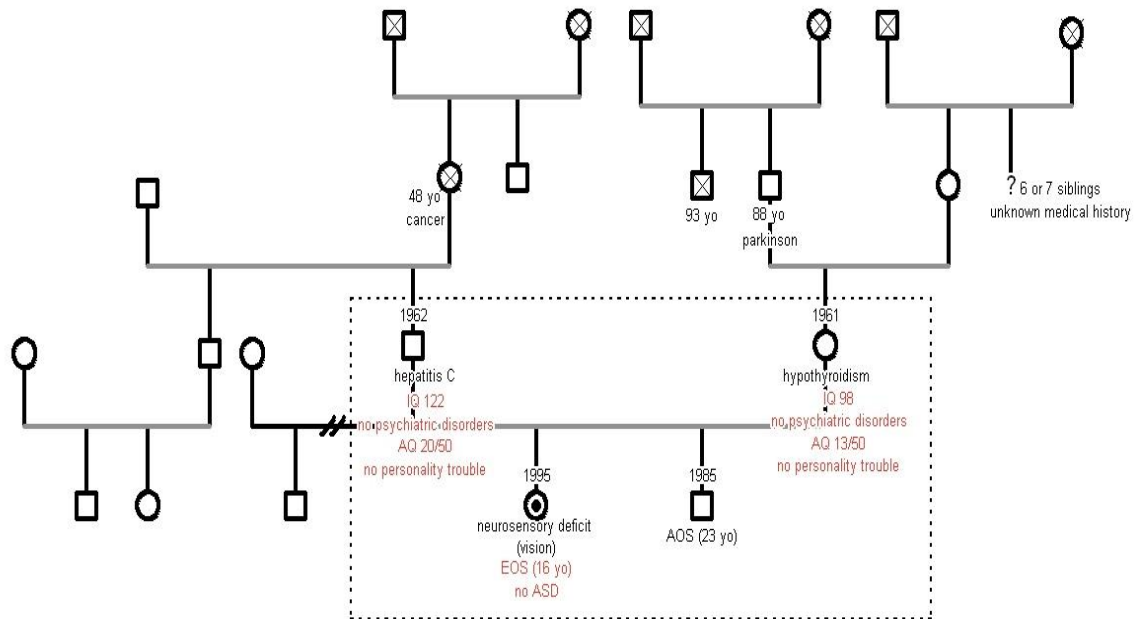 48 yo
cancer
93 yo
88 yo
parkinson
? 6 or 7 siblings
unknown medical history
1962
hepatitis C
IQ 122
no psychiatric disorders
AQ 20/50
no personality trouble
1961
hypothyroidism
IQ 98
no psychiatric disorders
AQ 13/50
no personality trouble
1995
neurosensory deficit
(vision)
EOS (16 yo)
no ASD
1985
AOS (23 yo)